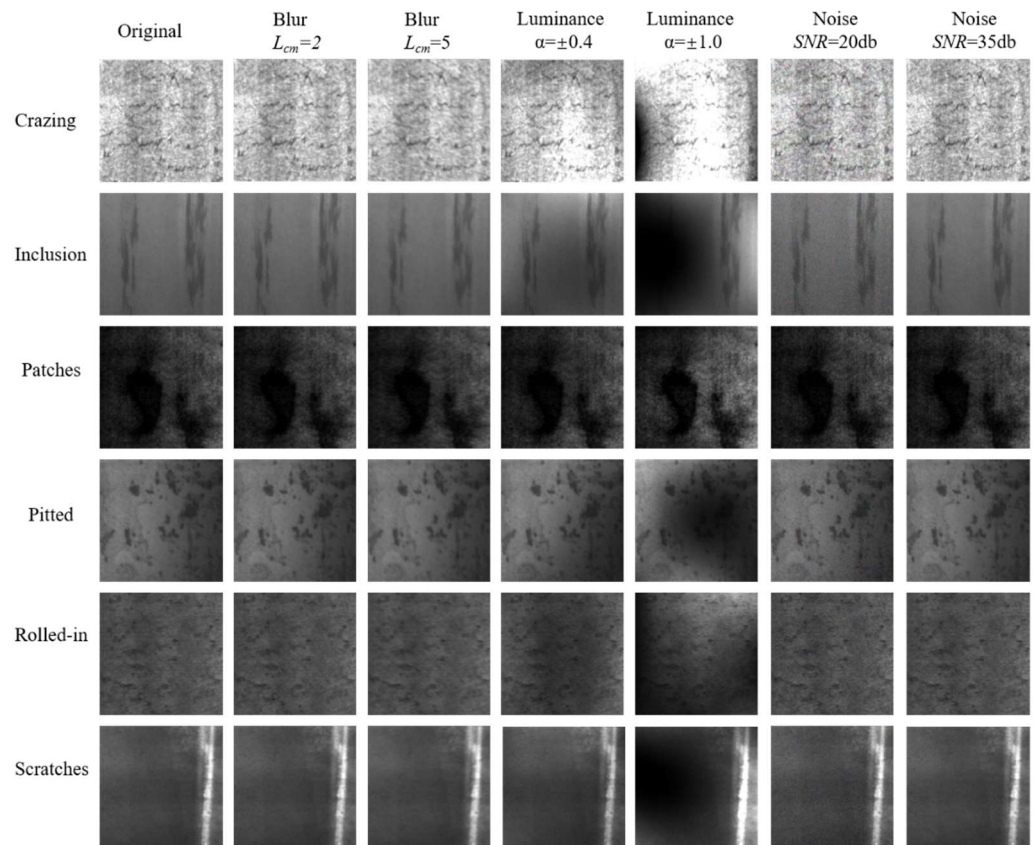 Original
Blur
L_cm=2
Blur
L_cm=5
Luminance
α=±0.4
Luminance
α=±1.0
Noise
SNR=20db
Noise
SNR=35db
Crazing
Inclusion
Patches
Pitted
Rolled-in
Scratches